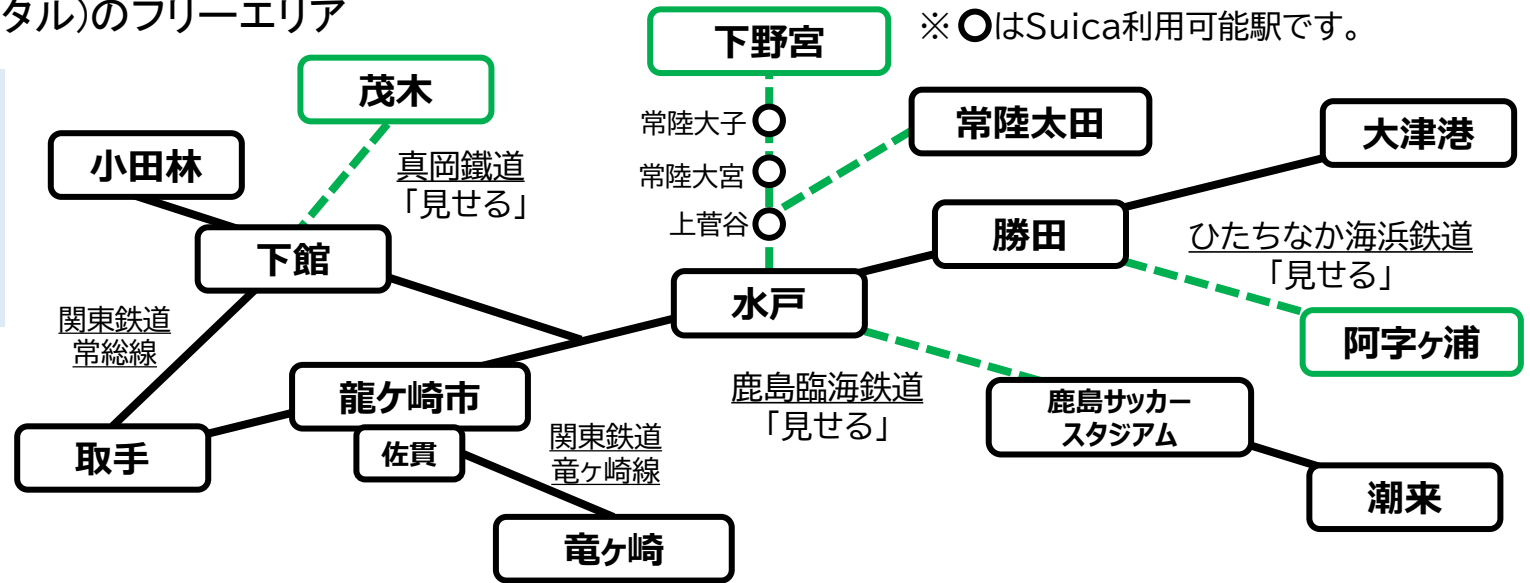 タル)のフリーエリア
※○はSuica利用可能駅です。
下野宮
茂木
常陸大子
常陸太田
大津港
小田林
真岡鐵道
「見せる」
常陸大宮
上菅谷
勝田
ひたちなか海浜鉄道
「見せる」
下館
水戸
関東鉄道
常総線
阿字ヶ浦
龍ケ崎市
佐貫
鹿島臨海鉄道
「見せる」
鹿島サッカー
スタジアム
取手
関東鉄道
竜ヶ崎線
潮来
竜ヶ崎